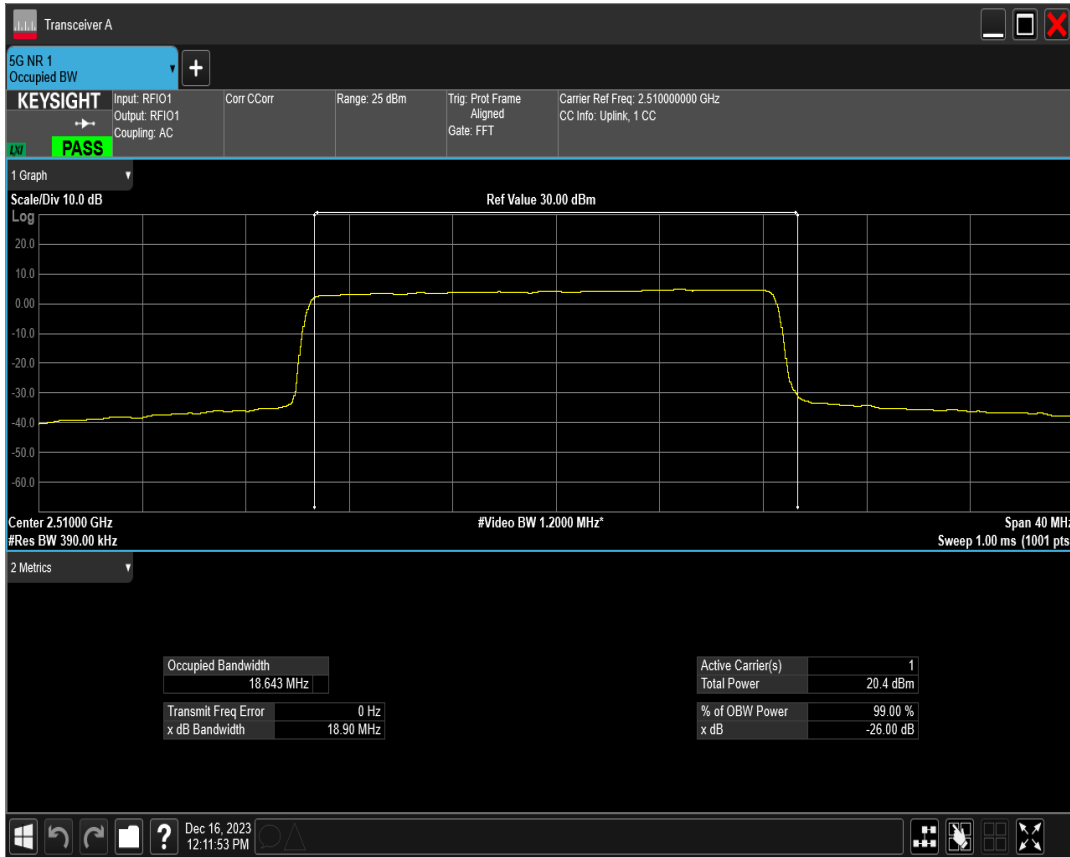 Transceiver A
5G NR 1
Occupied BW
+
KEYSIGHT
LXI
PASS
Input: RFIO1
Output: RFIO1
Coupling: AC
Corr CCorr
Range: 25 dBm
Trig: Prot Frame
Aligned
Gate: FFT
Carrier Ref Freq: 2.510000000 GHz
CC Info: Uplink, 1 CC
1 Graph
Scale/Div 10.0 dB
Ref Value 30.00 dBm
Log
20.0
10.0
0.00
-10.0
-20.0
-30.0
-40.0
-50.0
-60.0
Center 2.51000 GHz
#Video BW 1.2000 MHz*
Span 40 MHz
#Res BW 390.00 kHz
Sweep 1.00 ms (1001 pts
2 Metrics
Occupied Bandwidth
18.643 MHz
Transmit Freq Error 0 Hz
x dB Bandwidth 18.90 MHz
Active Carrier(s) 1
Total Power 20.4 dBm
% of OBW Power 99.00 %
x dB -26.00 dB
?
Dec 16, 2023
12:11:53 PM